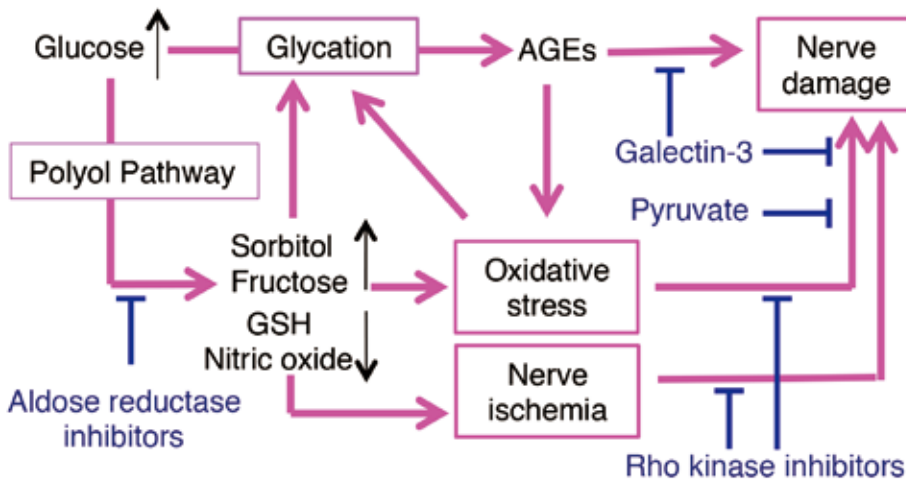 Glucose
Glycation
AGEs
Nerve
damage
Galectin-3
Polyol Pathway
Pyruvate
Sorbitol
Fructose
Oxidative
stress
GSH
Nitric oxide
Nerve
ischemia
Aldose reductase
inhibitors
Rho kinase inhibitors